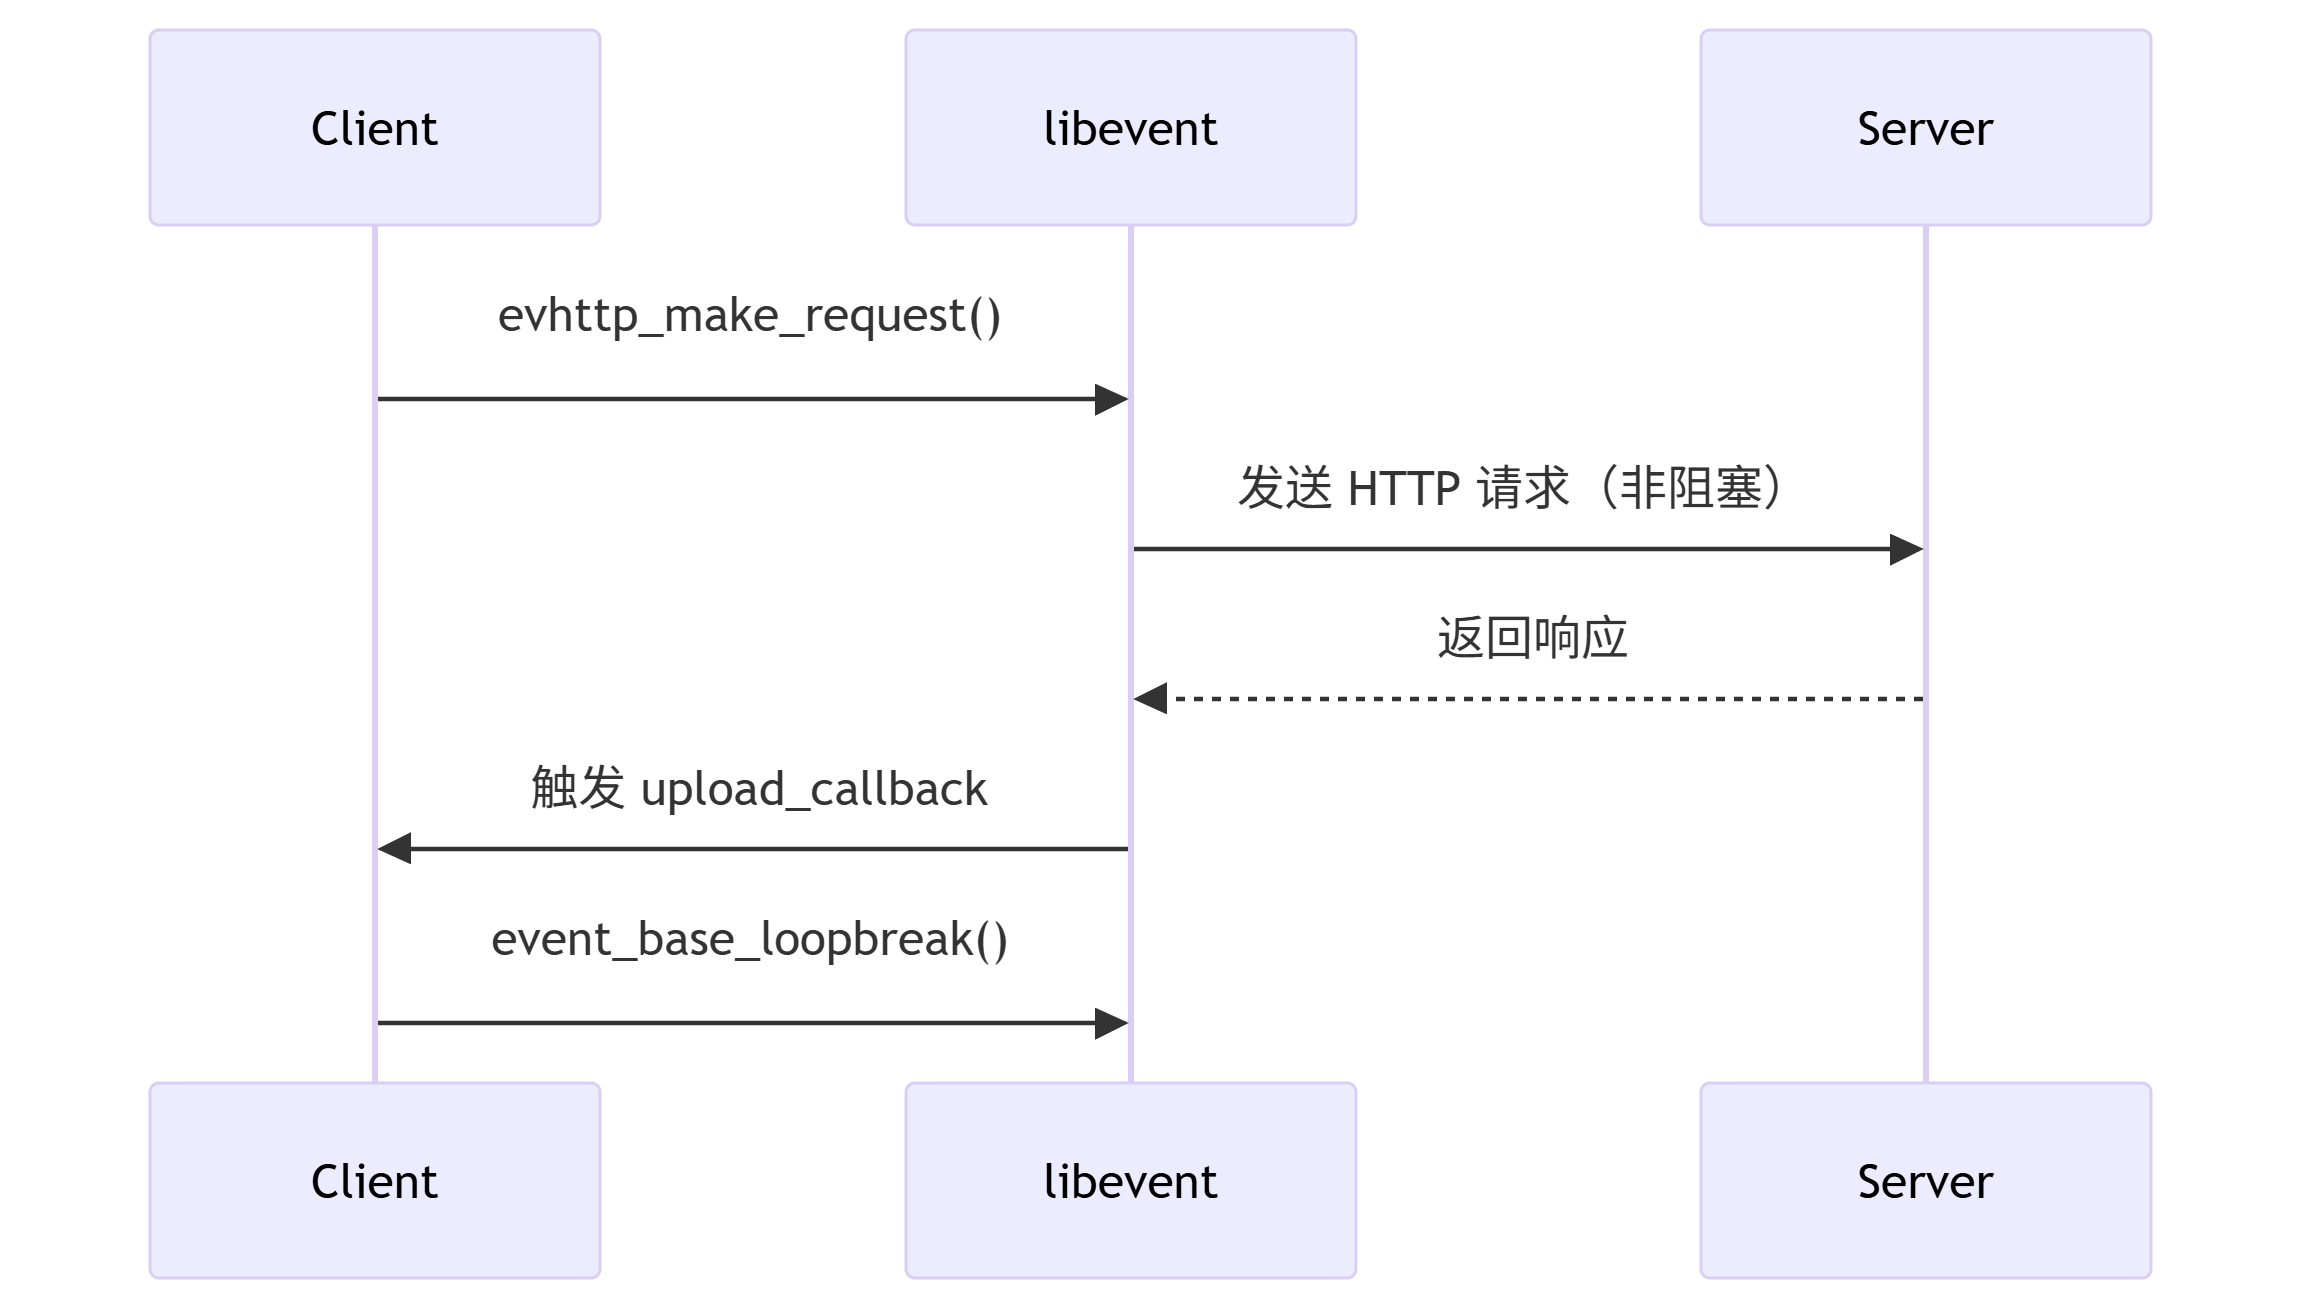 Client
libevent
Server
evhttp_make_request()
发送 HTTP 请求（非阻塞）
返回响应
触发 upload_callback
event_base_loopbreak()
Client
libevent
Server